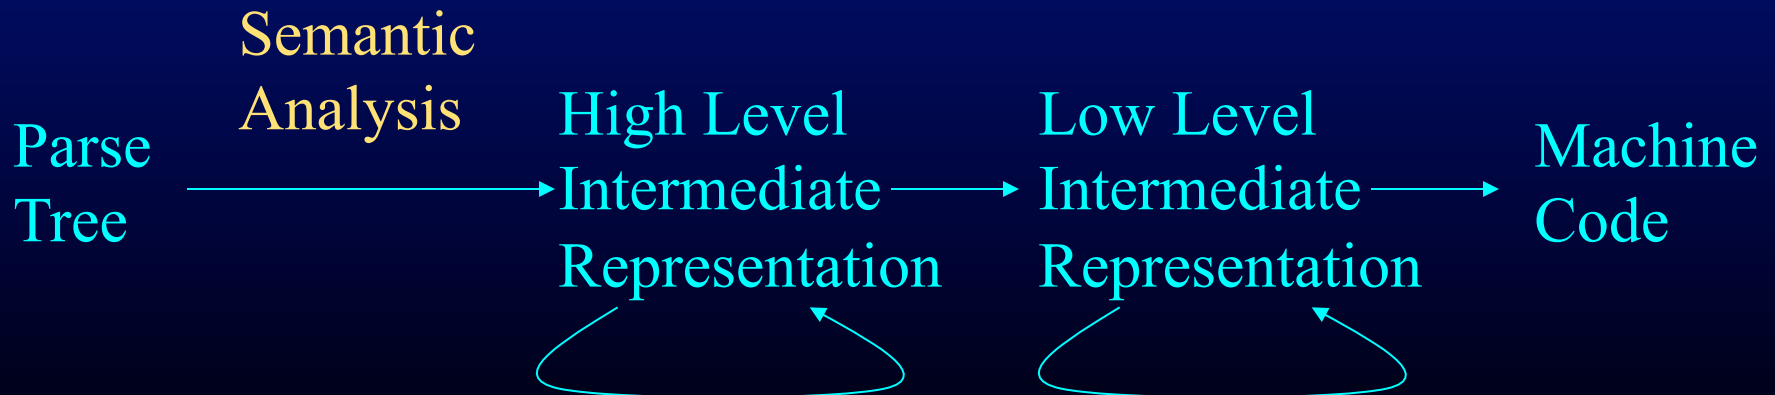 Semantic
Analysis
Parse
Tree
High Level
Intermediate
Representation
Low Level
Intermediate
Representation
Machine
Code